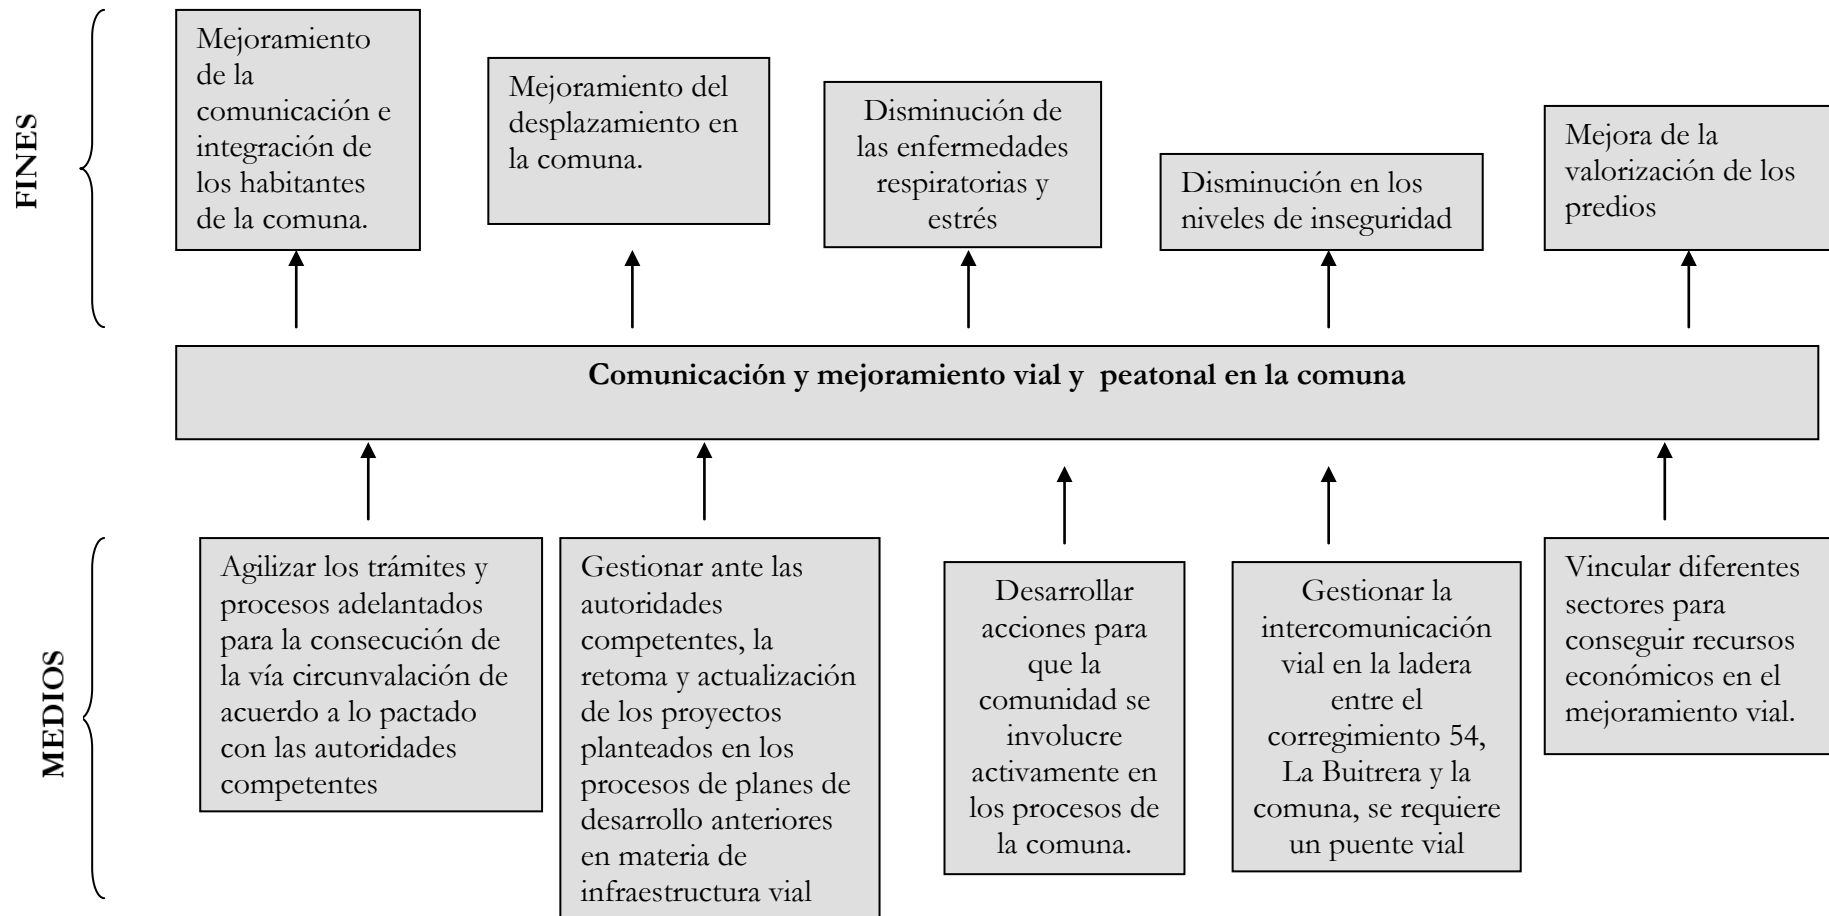 FINES
Mejoramiento
de la
comunicación e
integración de
los habitantes
de la comuna.
Mejoramiento del
desplazamiento en
la comuna.
Disminución de
las enfermedades
respiratorias y
estrés
Disminución en los
niveles de inseguridad
Mejora de la
valorización de los
predios
Comunicación y mejoramiento vial y peatonal en la comuna
MEDIOS
Agilizar los trámites y
procesos adelantados
para la consecución de
la vía circunvalación de
acuerdo a lo pactado
con las autoridades
competentes
Gestionar ante las
autoridades
competentes, la
retoma y actualización
de los proyectos
planteados en los
procesos de planes de
desarrollo anteriores
en materia de
infraestructura vial
Desarrollar
acciones para
que la
comunidad se
involucre
activamente en
los procesos de
la comuna.
Gestionar la
intercomunicación
vial en la ladera
entre el
corregimiento 54,
La Buitrera y la
comuna, se requiere
un puente vial
Vincular diferentes
sectores para
conseguir recursos
económicos en el
mejoramiento vial.